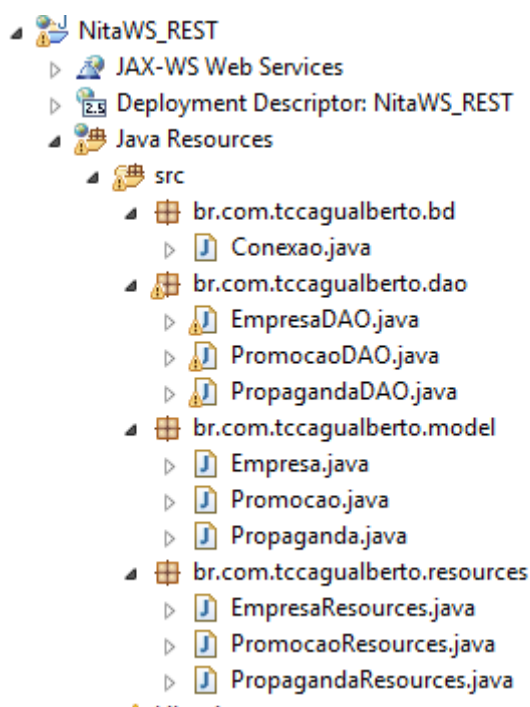 NitaWS_REST
JAX-WS Web Services
2.5 Deployment Descriptor: NitaWS_REST
Java Resources
src
br.com.tccagualberto.bd
J Conexao.java
br.com.tccagualberto.dao
J EmpresaDAO.java
J PromocaoDAO.java
J PropagandaDAO.java
br.com.tccagualberto.model
J Empresa.java
J Promocao.java
J Propaganda.java
br.com.tccagualberto.resources
J EmpresaResources.java
J PromocaoResources.java
J PropagandaResources.java